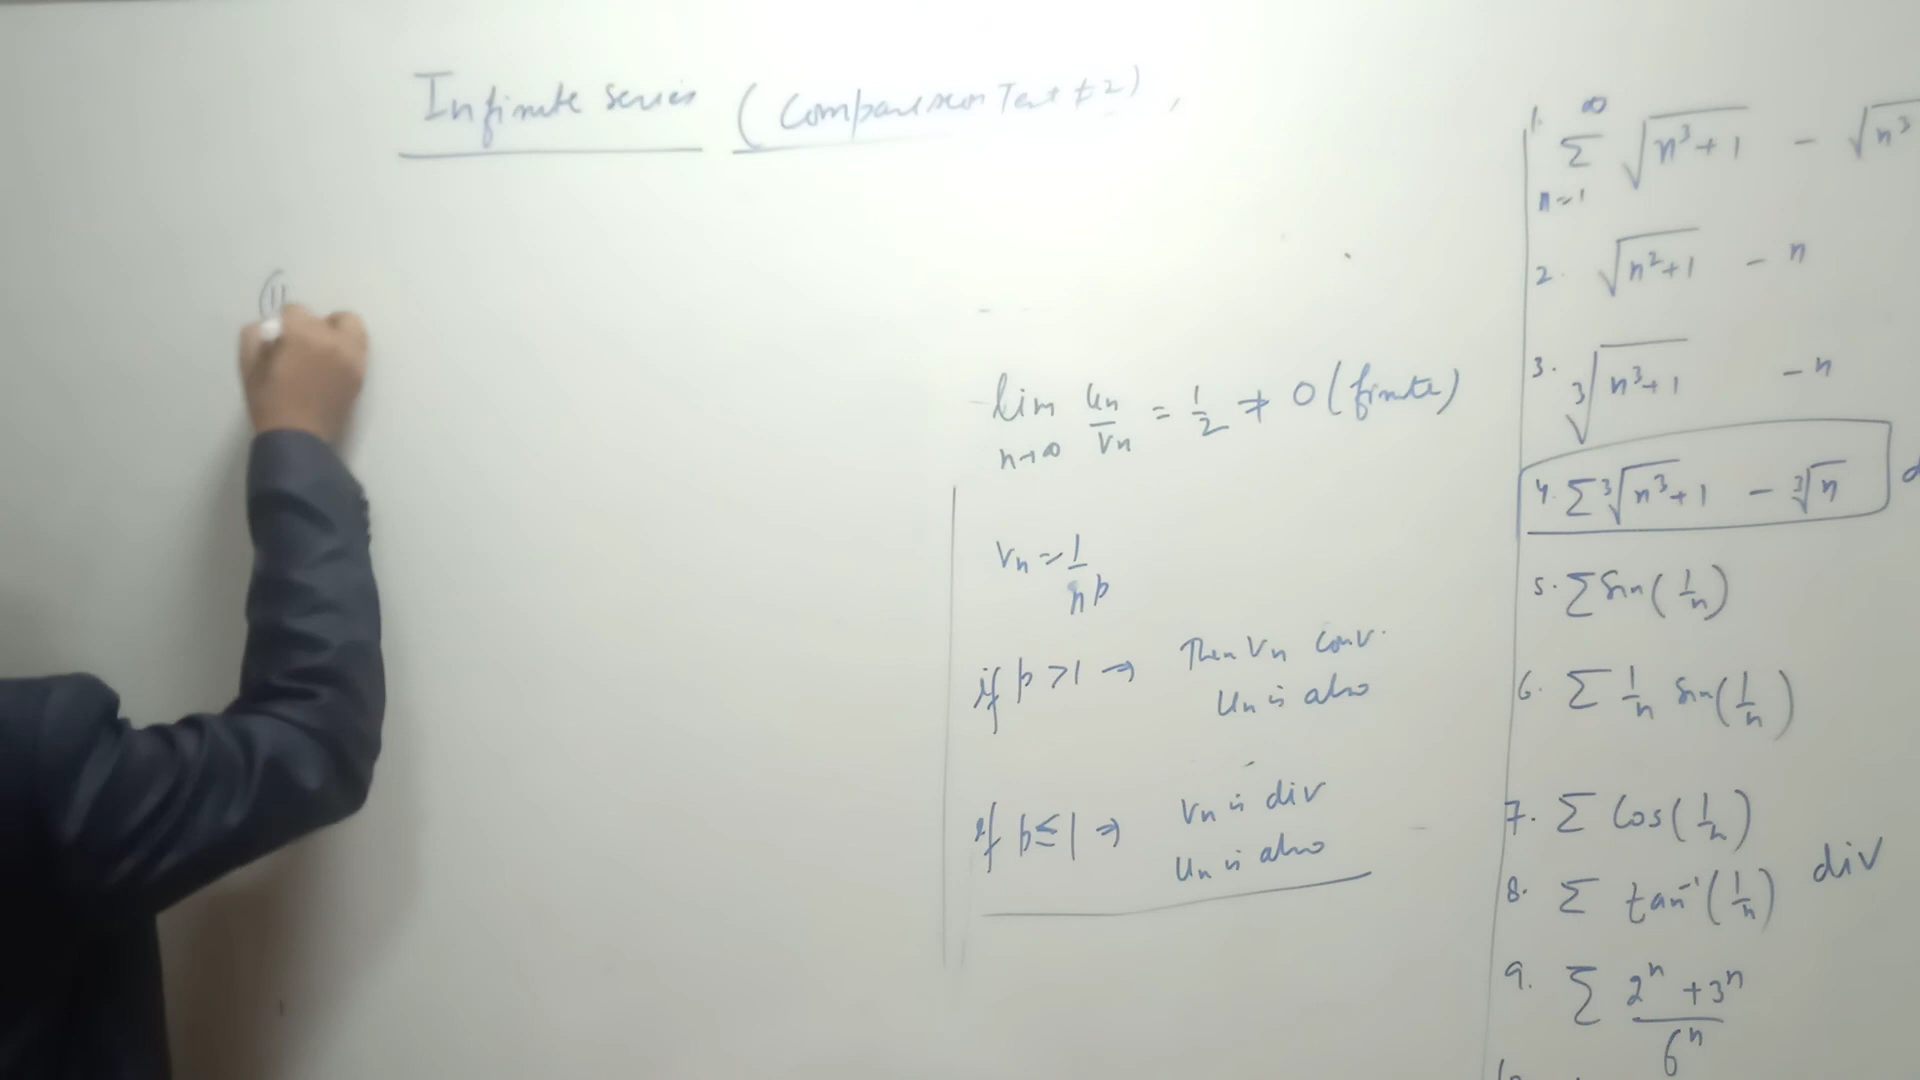 Infinite series (Comparison Test #2),
(11
lim n→∞ un/vn = 1/2 ≠ 0 (finite)
vn = 1/n^p
if p > 1 → Then vn conv.
un is also
if p ≤ 1 ⇒ vn is div
un is also
1. ∞ Σ n=1 √(n³+1) - √n³
2. √(n²+1) - n
3. ∛(n³+1) - n
4. Σ ∛(n³+1) - ∛n
5. Σ Sin(1/n)
6. Σ 1/n Sin(1/n)
7. Σ Cos(1/n)
8. Σ tan⁻¹(1/n) div
9. Σ (2ⁿ + 3ⁿ)/6ⁿ